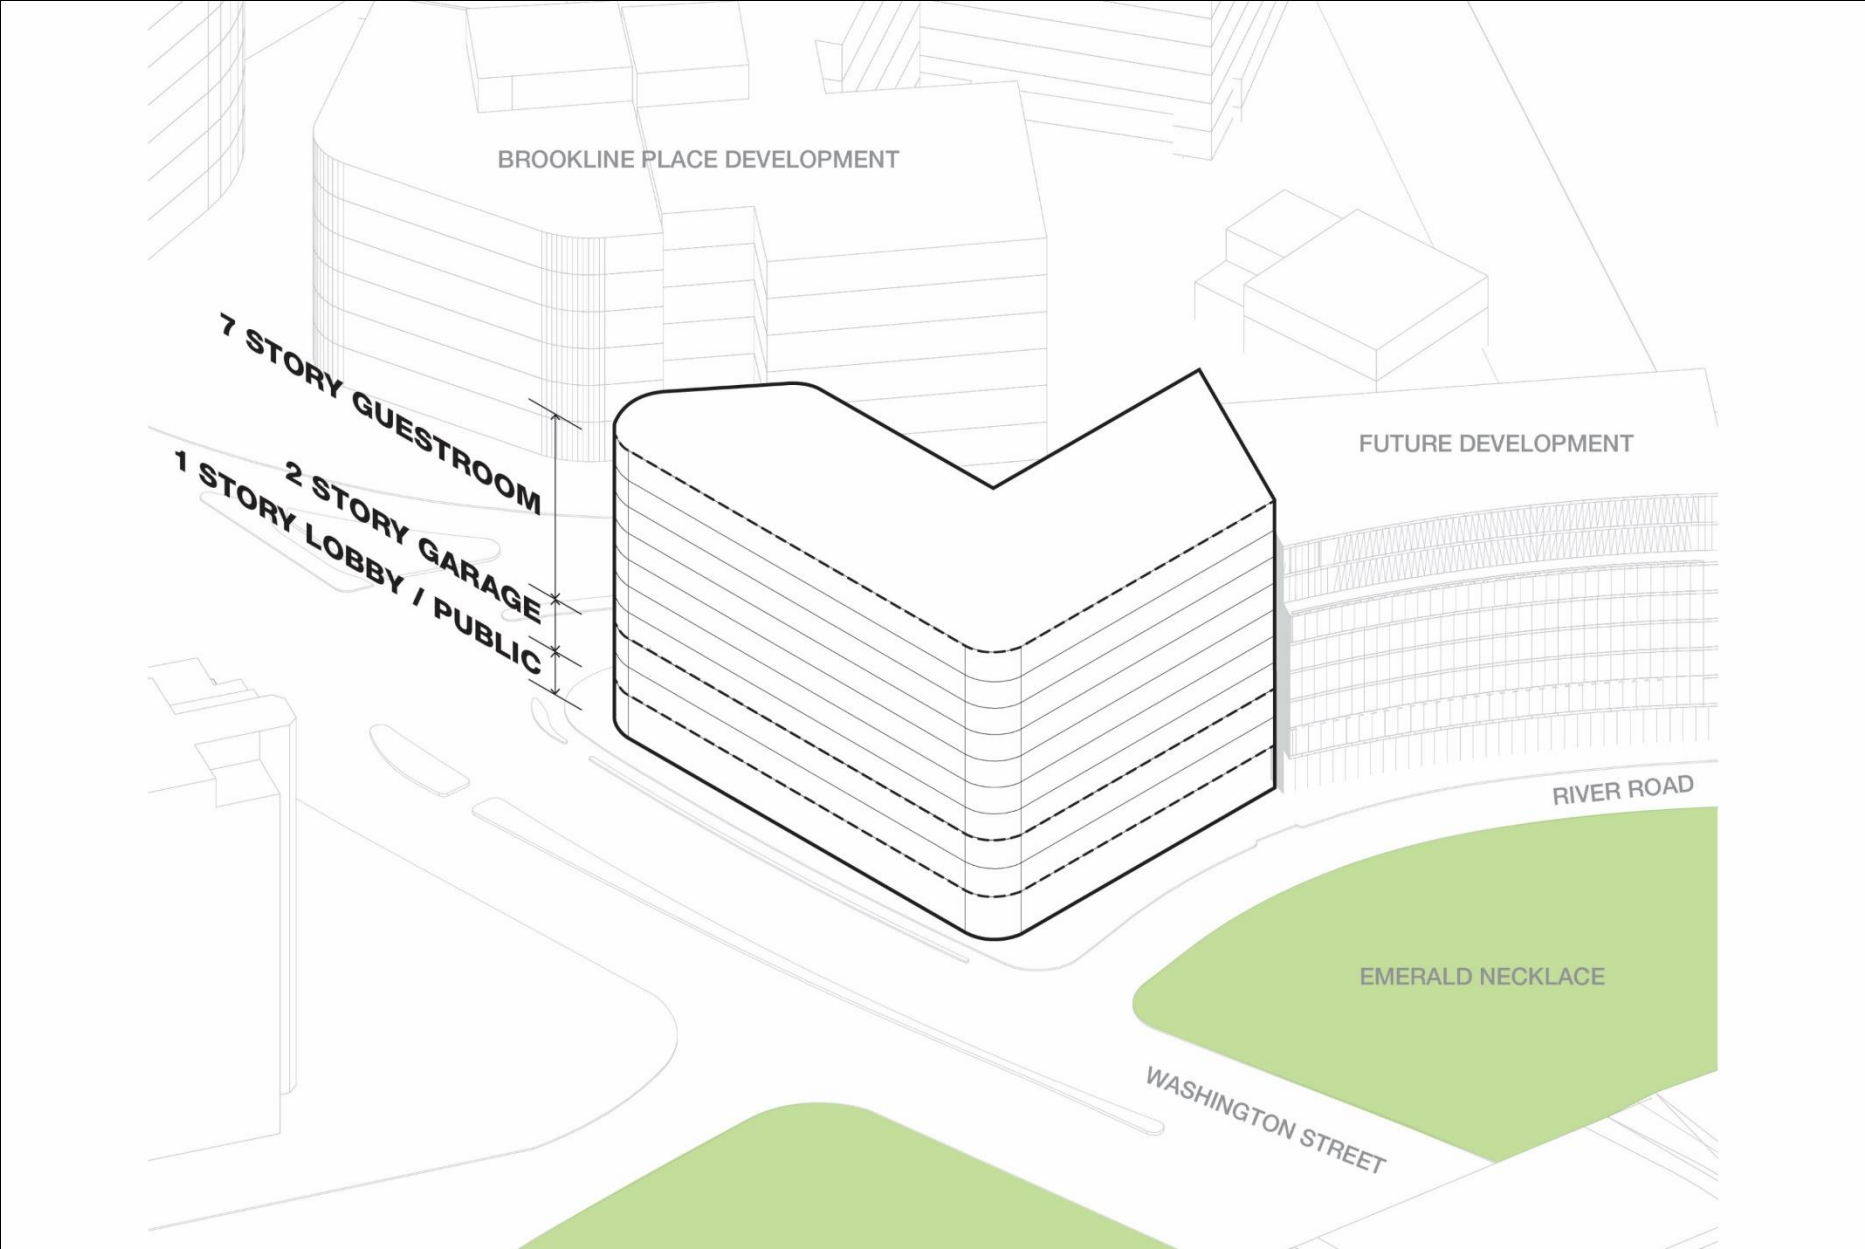 BROOKLINE PLACE DEVELOPMENT
7 STORY GUESTROOM
2 STORY GARAGE
1 STORY LOBBY / PUBLIC
FUTURE DEVELOPMENT
RIVER ROAD
EMERALD NECKLACE
WASHINGTON STREET